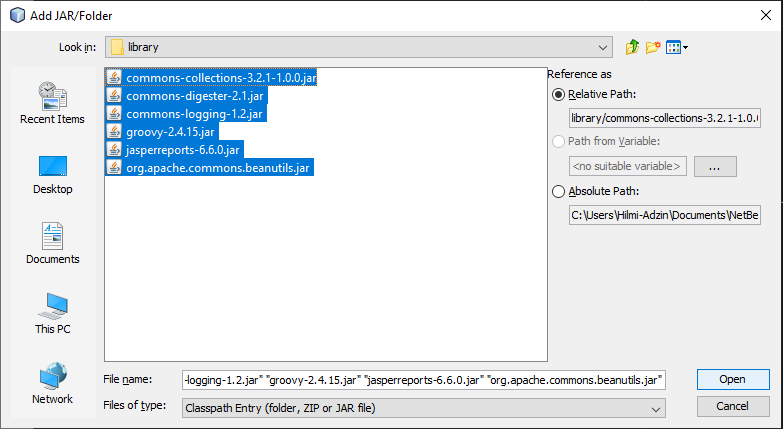 Add JAR/Folder
Look in:
library
Recent Items
Desktop
Documents
This PC
Network
commons-collections-3.2.1-1.0.0.jar
commons-digester-2.1.jar
commons-logging-1.2.jar
groovy-2.4.15.jar
jasperreports-6.6.0.jar
org.apache.commons.beanutils.jar
Reference as
Relative Path:
library/commons-collections-3.2.1-1.0.(
Path from Variable:
<no suitable variable>
...
Absolute Path:
C:\Users\Hilmi-Adzin\Documents\NetBe
File name:
-logging-1.2.jar" "groovy-2.4.15.jar" "jasperreports-6.6.0.jar" "org.apache.commons.beanutils.jar"
Open
Files of type:
Classpath Entry (folder, ZIP or JAR file)
Cancel